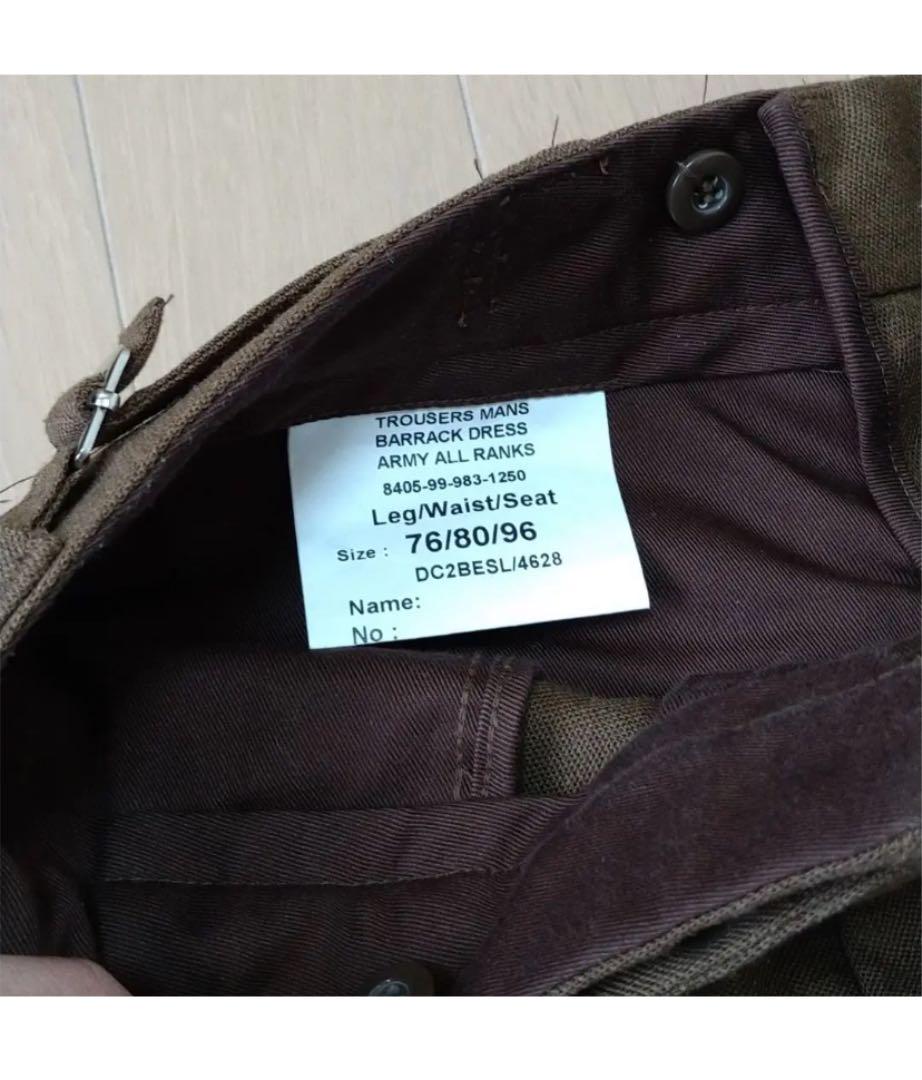 TROUSERS MANS
BARRACK DRESS
ARMY ALL RANKS
8405-99-983-1250
Leg/Waist/Seat
Size : 76/80/96
DC2BESL/4628
Name:
No :